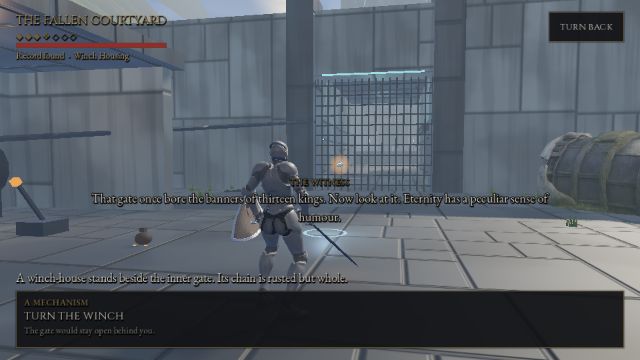 THE FALLEN COURTYARD
TURN BACK
Record found - Winch Housing
THE WITNESS
That gate once bore the banners of thirteen kings. Now look at it. Eternity has a peculiar sense of
humour.
A winch-house stands beside the inner gate. Its chain is rusted but whole.
A MECHANISM
TURN THE WINCH
The gate would stay open behind you.